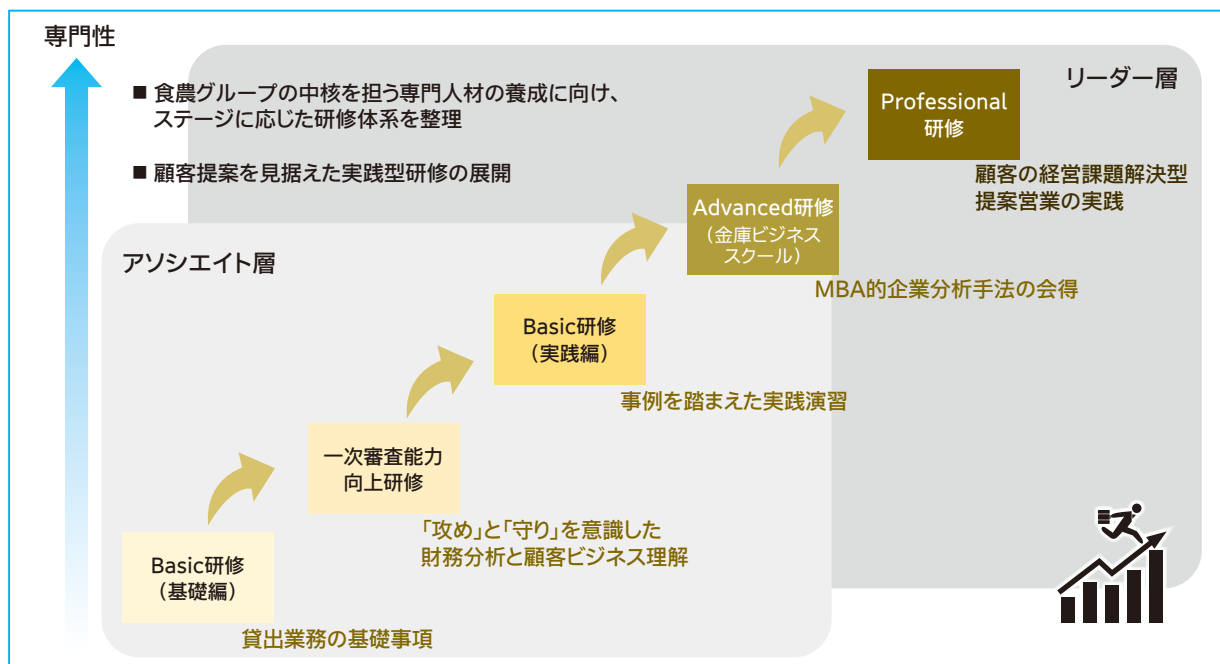 専門性
リーダー層
■ 食農グループの中核を担う専門人材の養成に向け、
ステージに応じた研修体系を整理
■ 顧客提案を見据えた実践型研修の展開
Professional
研修
顧客の経営課題解決型
提案営業の実践
Advanced研修
（金庫ビジネス
スクール）
MBA的企業分析手法の会得
アソシエイト層
Basic研修
（実践編）
事例を踏まえた実践演習
一次審査能力
向上研修
「攻め」と「守り」を意識した
財務分析と顧客ビジネス理解
Basic研修
（基礎編）
貸出業務の基礎事項